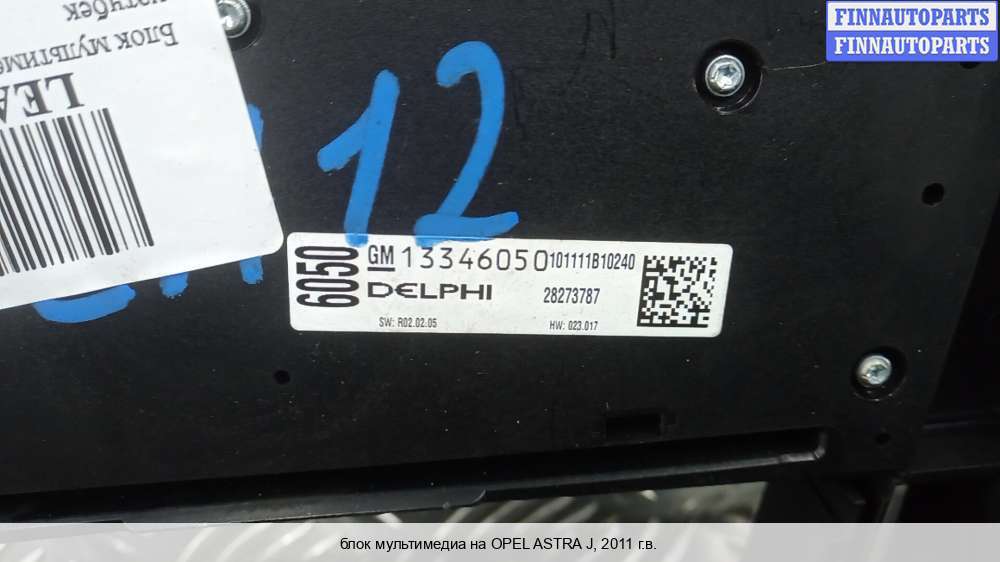 FINNAUTOPARTS
FINNAUTOPARTS
Блок мультиме
LEA
12
6050
GM 13346050 101111B10240
DELPHI 28273787
SW: R02.02.05 HW: 023.017
блок мультимедиа на OPEL ASTRA J, 2011 г.в.